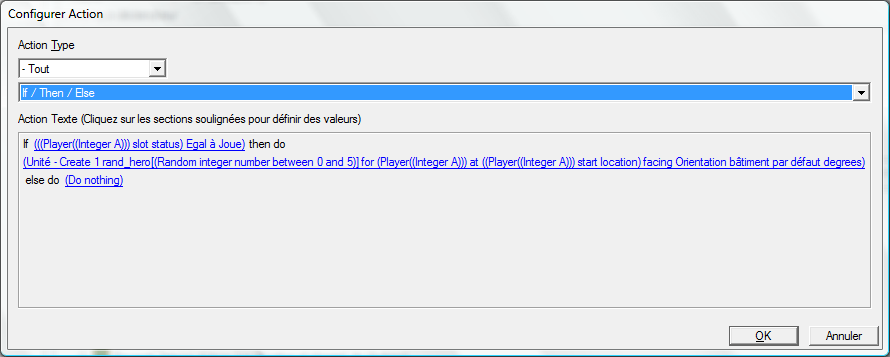 Configurer Action
Action Type
- Tout
If / Then / Else
Action Texte (Cliquez sur les sections soulignées pour définir des valeurs)
If (((Player((Integer A))) slot status) Egal à Joue) then do
(Unité - Create 1 rand_hero[(Random integer number between 0 and 5)] for (Player((Integer A))) at ((Player((Integer A))) start location) facing Orientation bâtiment par défaut degrees)
else do (Do nothing)
OK
Annuler